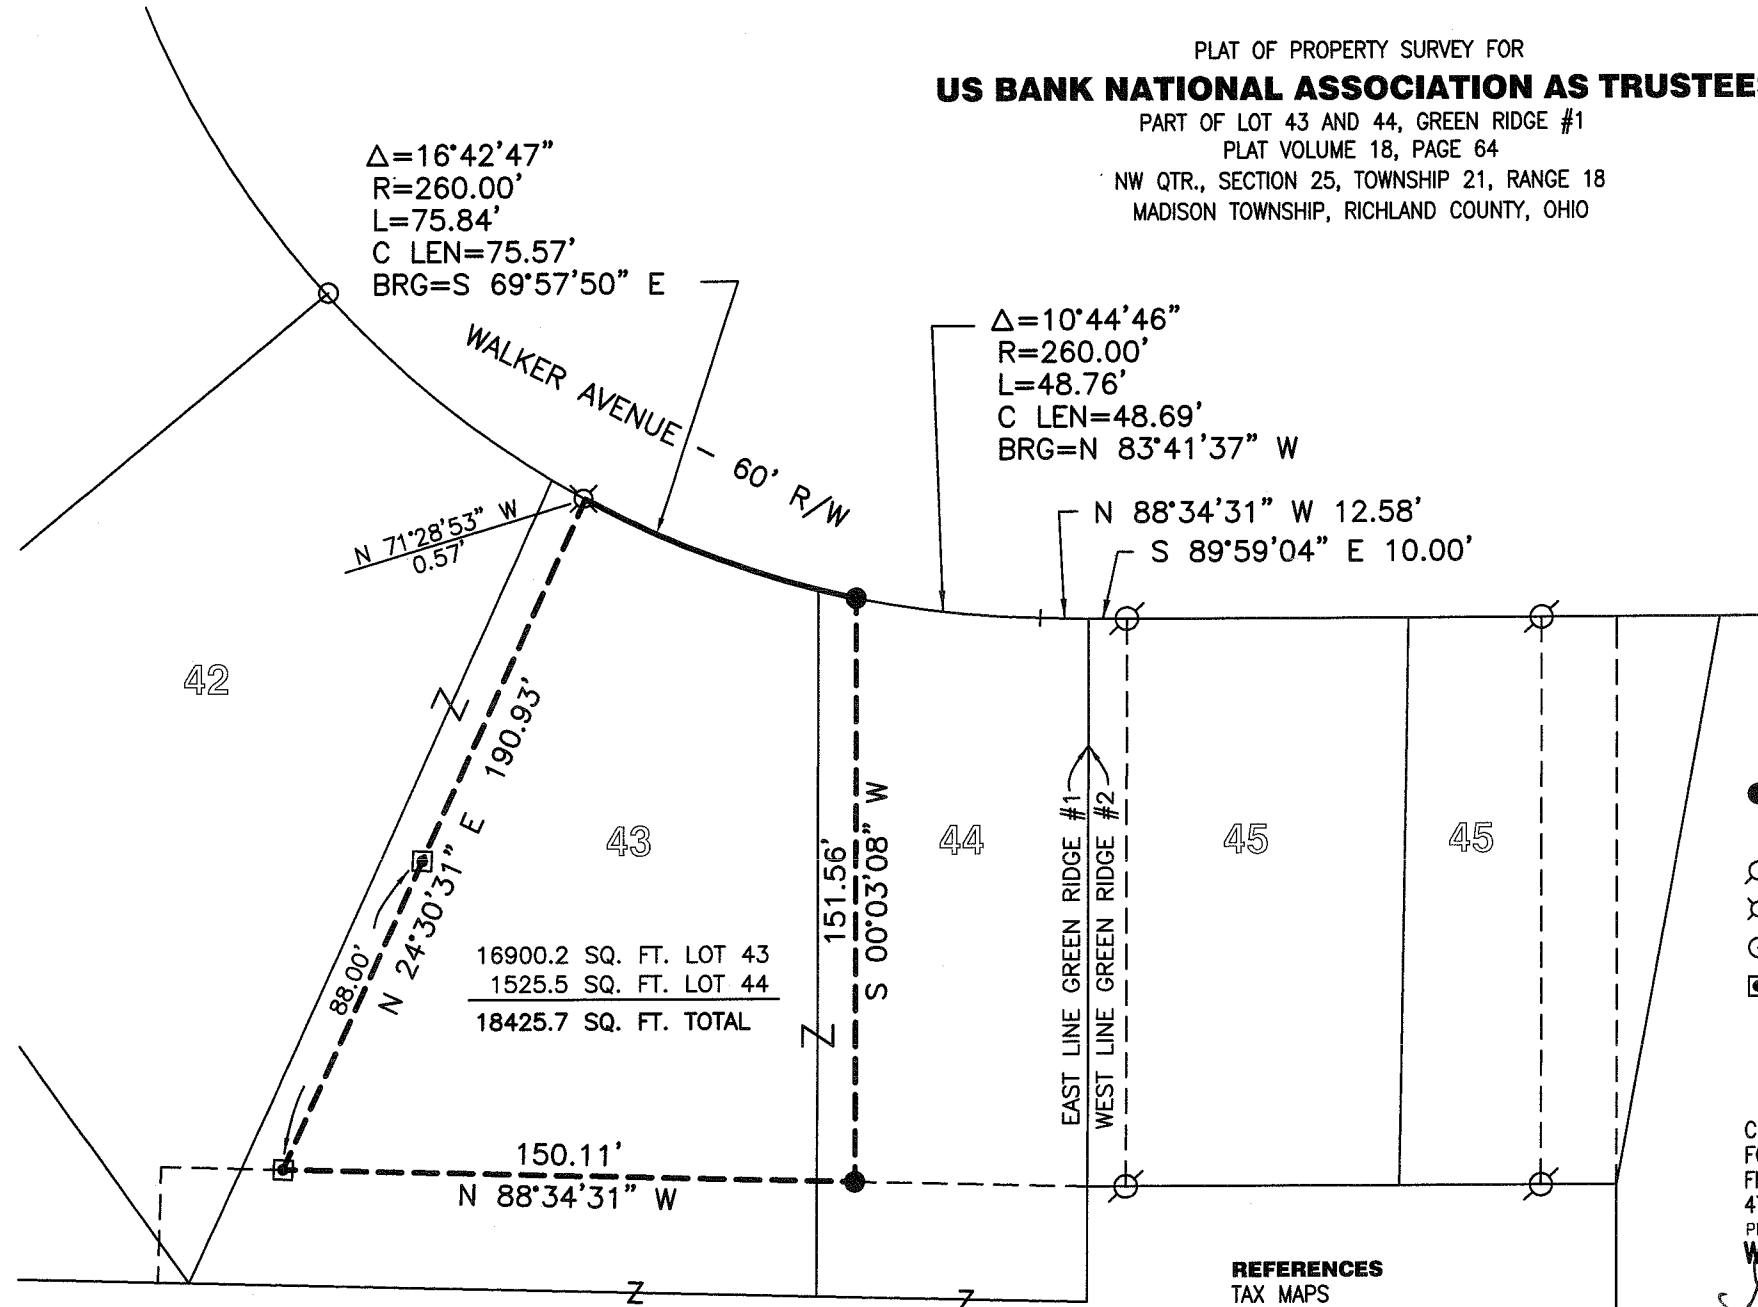 PLAT OF PROPERTY SURVEY FOR
US BANK NATIONAL ASSOCIATION AS TRUSTEE
PART OF LOT 43 AND 44, GREEN RIDGE #1
PLAT VOLUME 18, PAGE 64
NW QTR., SECTION 25, TOWNSHIP 21, RANGE 18
MADISON TOWNSHIP, RICHLAND COUNTY, OHIO
Δ=16°42'47"
R=260.00'
L=75.84'
C LEN=75.57'
BRG=S 69°57'50" E
WALKER AVENUE - 60' R/W
Δ=10°44'46"
R=260.00'
L=48.76'
C LEN=48.69'
BRG=N 83°41'37" W
N 88°34'31" W 12.58'
S 89°59'04" E 10.00'
N 71°28'53" W
0.57'
42
Z
N 24°30'31" E 190.93'
88.00'
43
16900.2 SQ. FT. LOT 43
1525.5 SQ. FT. LOT 44
18425.7 SQ. FT. TOTAL
Z
151.56'
S 00°03'08" W
44
EAST LINE GREEN RIDGE #1
WEST LINE GREEN RIDGE #2
45
45
150.11'
N 88°34'31" W
Z
Z
REFERENCES
TAX MAPS